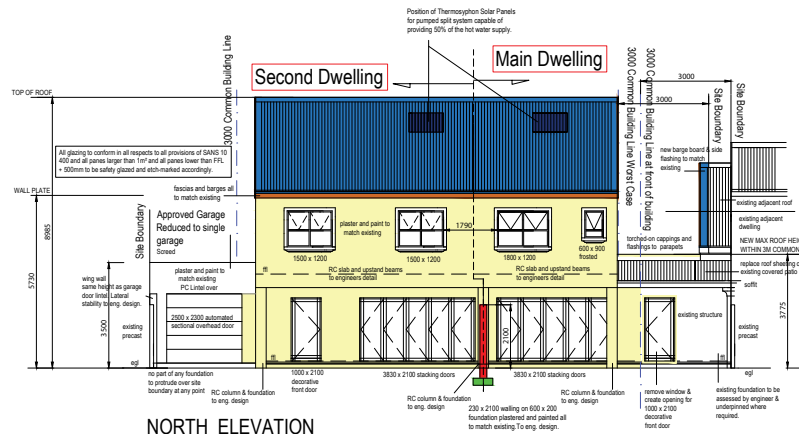 Position of Thermosyphon Solar Panels
for pumped split system capable of
providing 50% of the hot water supply.
Second Dwelling
Main Dwelling
3000 Common Building Line
3000 Common Building Line Worst Case
3000 Common Building Line at front of building
3000
3000
Site Boundary
Site Boundary
TOP OF ROOF
All glazing to conform in all respects to all provisions of SANS 10
400 and all panes larger than 1m² and all panes lower than FFL
+ 500mm to be safely glazed and etch-marked accordingly.
new barge board & side
flashing to match
existing
WALL PLATE
fascias and barges all
to match existing
existing adjacent roof
existing
adjacent
dwelling
Approved Garage
Reduced to single
garage
Screed
Site Boundary
8985
5730
3500
plaster and paint to
match existing
1790
1500 x 1200
1500 x 1200
1800 x 1200
600 x 900
frosted
torched-on cappings and
flashings to parapets
NEW MAX ROOF HEI
WITHIN 3M COMMON
replace roof sheeting o
existing covered patio
soffit
wing wall
same height as garage
door lintel. Lateral
stability to eng. design.
plaster and paint to
match existing
PC Lintel over
ffl
RC slab and upstand beams
to engineers detail
RC slab and upstand beams
to engineers detail
2500 x 2300 automated
sectional overhead door
existing
precast
2100
existing structure
existing
precast
3775
egl
ffl
ffl
egl
no part of any foundation
to protrude over site
boundary at any point
1000 x 2100
decorative
front door
3830 x 2100 stacking doors
3830 x 2100 stacking doors
RC column & foundation
to eng. design
RC column & foundation
to eng. design
230 x 2100 walling on 600 x 200
foundation plastered and painted all
to match existing.To eng. design.
RC column & foundation
to eng. design
remove window &
create opening for
1000 x 2100
decorative
front door
existing foundation to be
assessed by engineer &
underpinned where
required.
NORTH ELEVATION